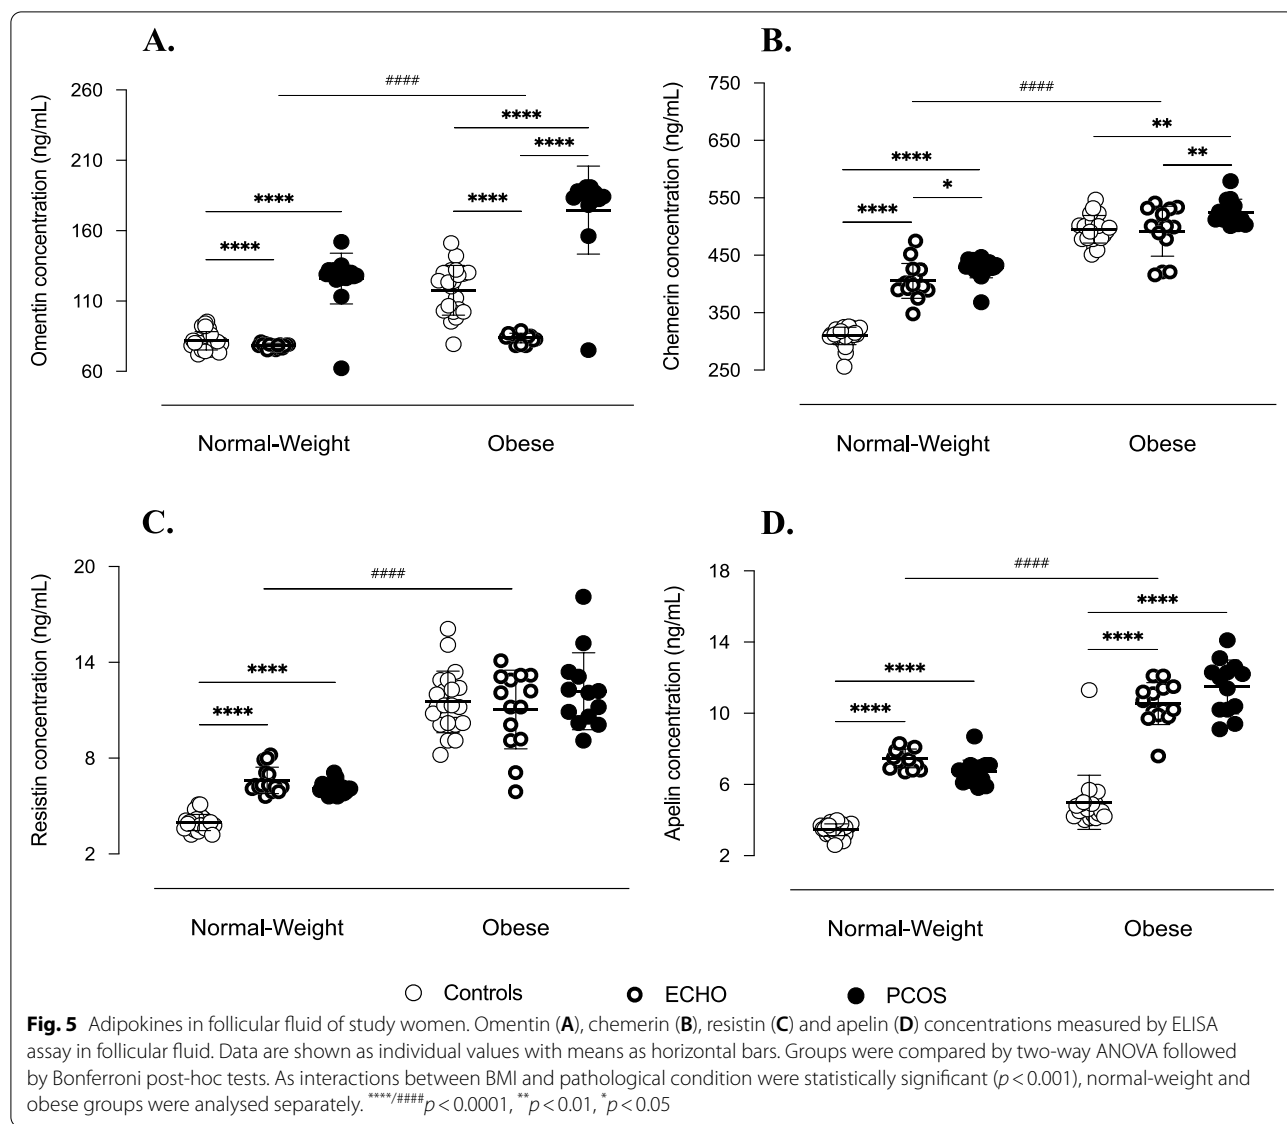 A.
Omentin concentration (ng/mL)
260
210
160
110
60
####
****
****
****
****
****
Normal-Weight
Obese
B.
Chemerin concentration (ng/mL)
750
650
550
450
350
250
####
**
**
****
*
****
Normal-Weight
Obese
C.
Resistin concentration (ng/mL)
20
14
8
2
####
****
****
Normal-Weight
Obese
D.
Apelin concentration (ng/mL)
18
14
10
6
2
####
****
****
****
****
Normal-Weight
Obese
Controls ECHO PCOS
Fig. 5 Adipokines in follicular fluid of study women. Omentin (A), chemerin (B), resistin (C) and apelin (D) concentrations measured by ELISA
assay in follicular fluid. Data are shown as individual values with means as horizontal bars. Groups were compared by two-way ANOVA followed
by Bonferroni post-hoc tests. As interactions between BMI and pathological condition were statistically significant (p < 0.001), normal-weight and
obese groups were analysed separately. ****/####p < 0.0001, **p < 0.01, *p < 0.05